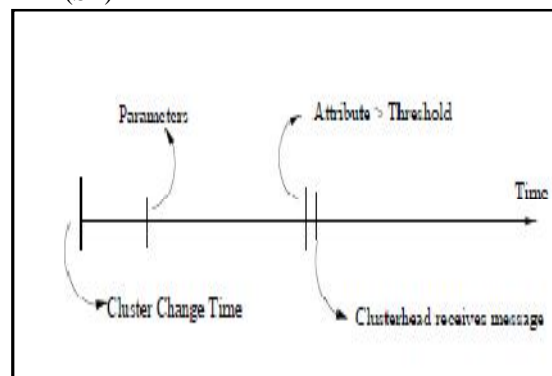 Parameters
Attribute > Threshold
Time
Cluster Change Time
Clusterhead receives message